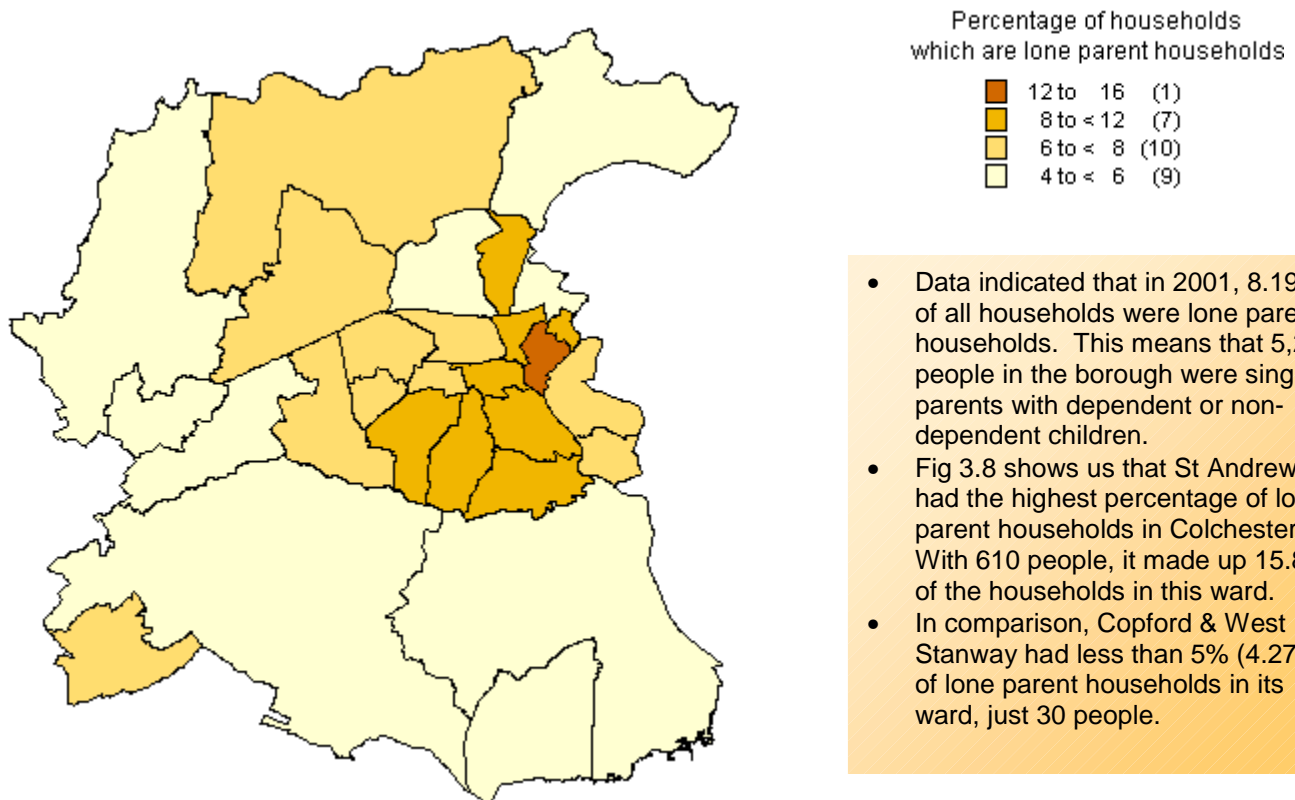 Percentage of households
which are lone parent households
12 to 16 (1)
8 to < 12 (7)
6 to < 8 (10)
4 to < 6 (9)
• Data indicated that in 2001, 8.19
of all households were lone
households. This means that
people in the borough were
parents with dependent or non-
dependent children.
• Fig 3.8 shows us that St Andrew
had the highest percentage of
parent households in Colchester
With 610 people, it made up 15.8
of the households in this ward.
• In comparison, Copford & West
Stanway had less than 5% (4.27
of lone parent households in its
ward, just 30 people.